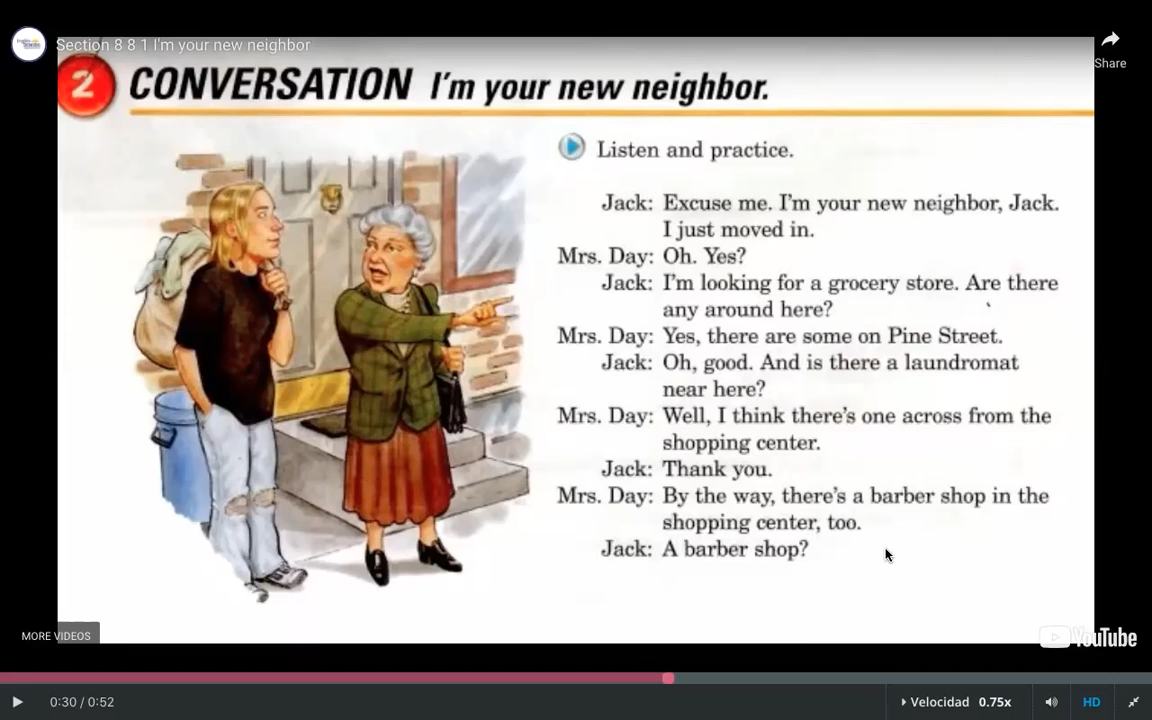 Section 8 8 1 I'm your new neighbor
Share
2 CONVERSATION I'm your new neighbor.
Listen and practice.
Jack: Excuse me. I'm your new neighbor, Jack.
I just moved in.
Mrs. Day: Oh. Yes?
Jack: I'm looking for a grocery store. Are there
any around here?
Mrs. Day: Yes, there are some on Pine Street.
Jack: Oh, good. And is there a laundromat
near here?
Mrs. Day: Well, I think there's one across from the
shopping center.
Jack: Thank you.
Mrs. Day: By the way, there's a barber shop in the
shopping center, too.
Jack: A barber shop?
MORE VIDEOS
YouTube
0:30 / 0:52
Velocidad 0.75x
HD